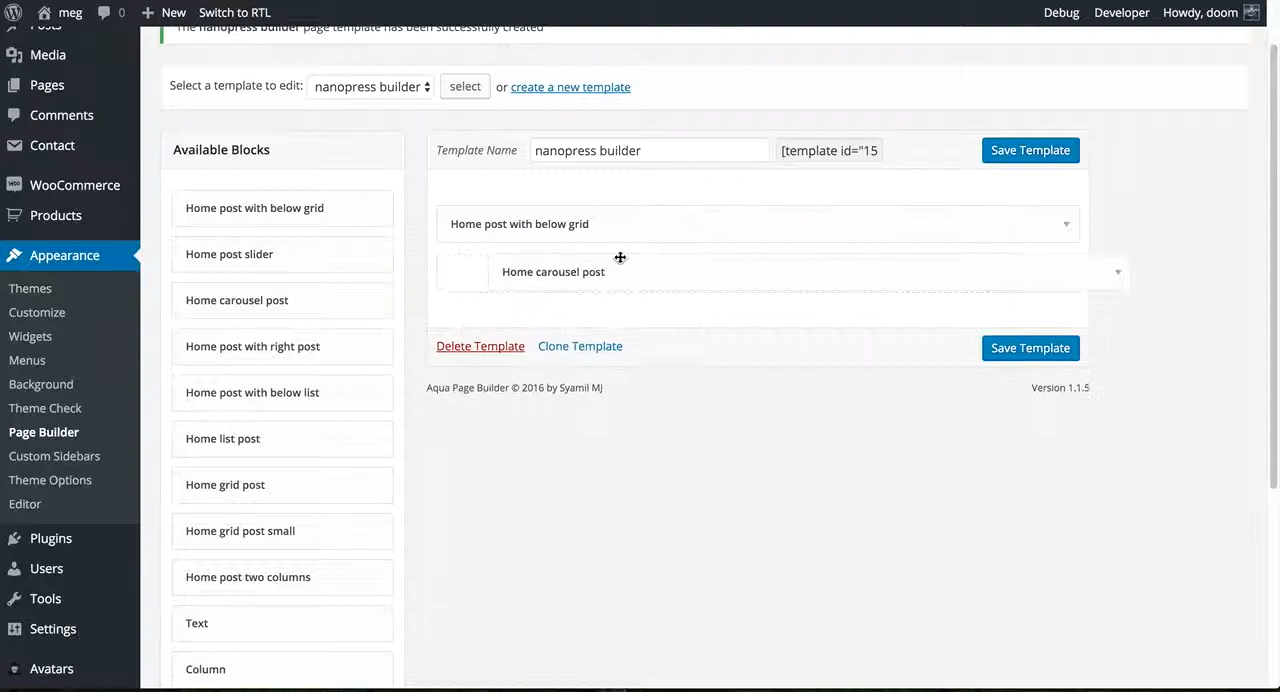 meg 0 New Switch to RTL Debug Developer Howdy, doom
Posts
The nanopress builder page template has been successfully created
Media
Pages
Comments
Contact
WooCommerce
Products
Appearance
Themes
Customize
Widgets
Menus
Background
Theme Check
Page Builder
Custom Sidebars
Theme Options
Editor
Plugins
Users
Tools
Settings
Avatars
Select a template to edit: nanopress builder select or create a new template
Available Blocks
Home post with below grid
Home post slider
Home carousel post
Home post with right post
Home post with below list
Home list post
Home grid post
Home grid post small
Home post two columns
Text
Column
Template Name nanopress builder [template id="15 Save Template
Home post with below grid
Home carousel post
Delete Template Clone Template Save Template
Aqua Page Builder © 2016 by Syamil MJ Version 1.1.5